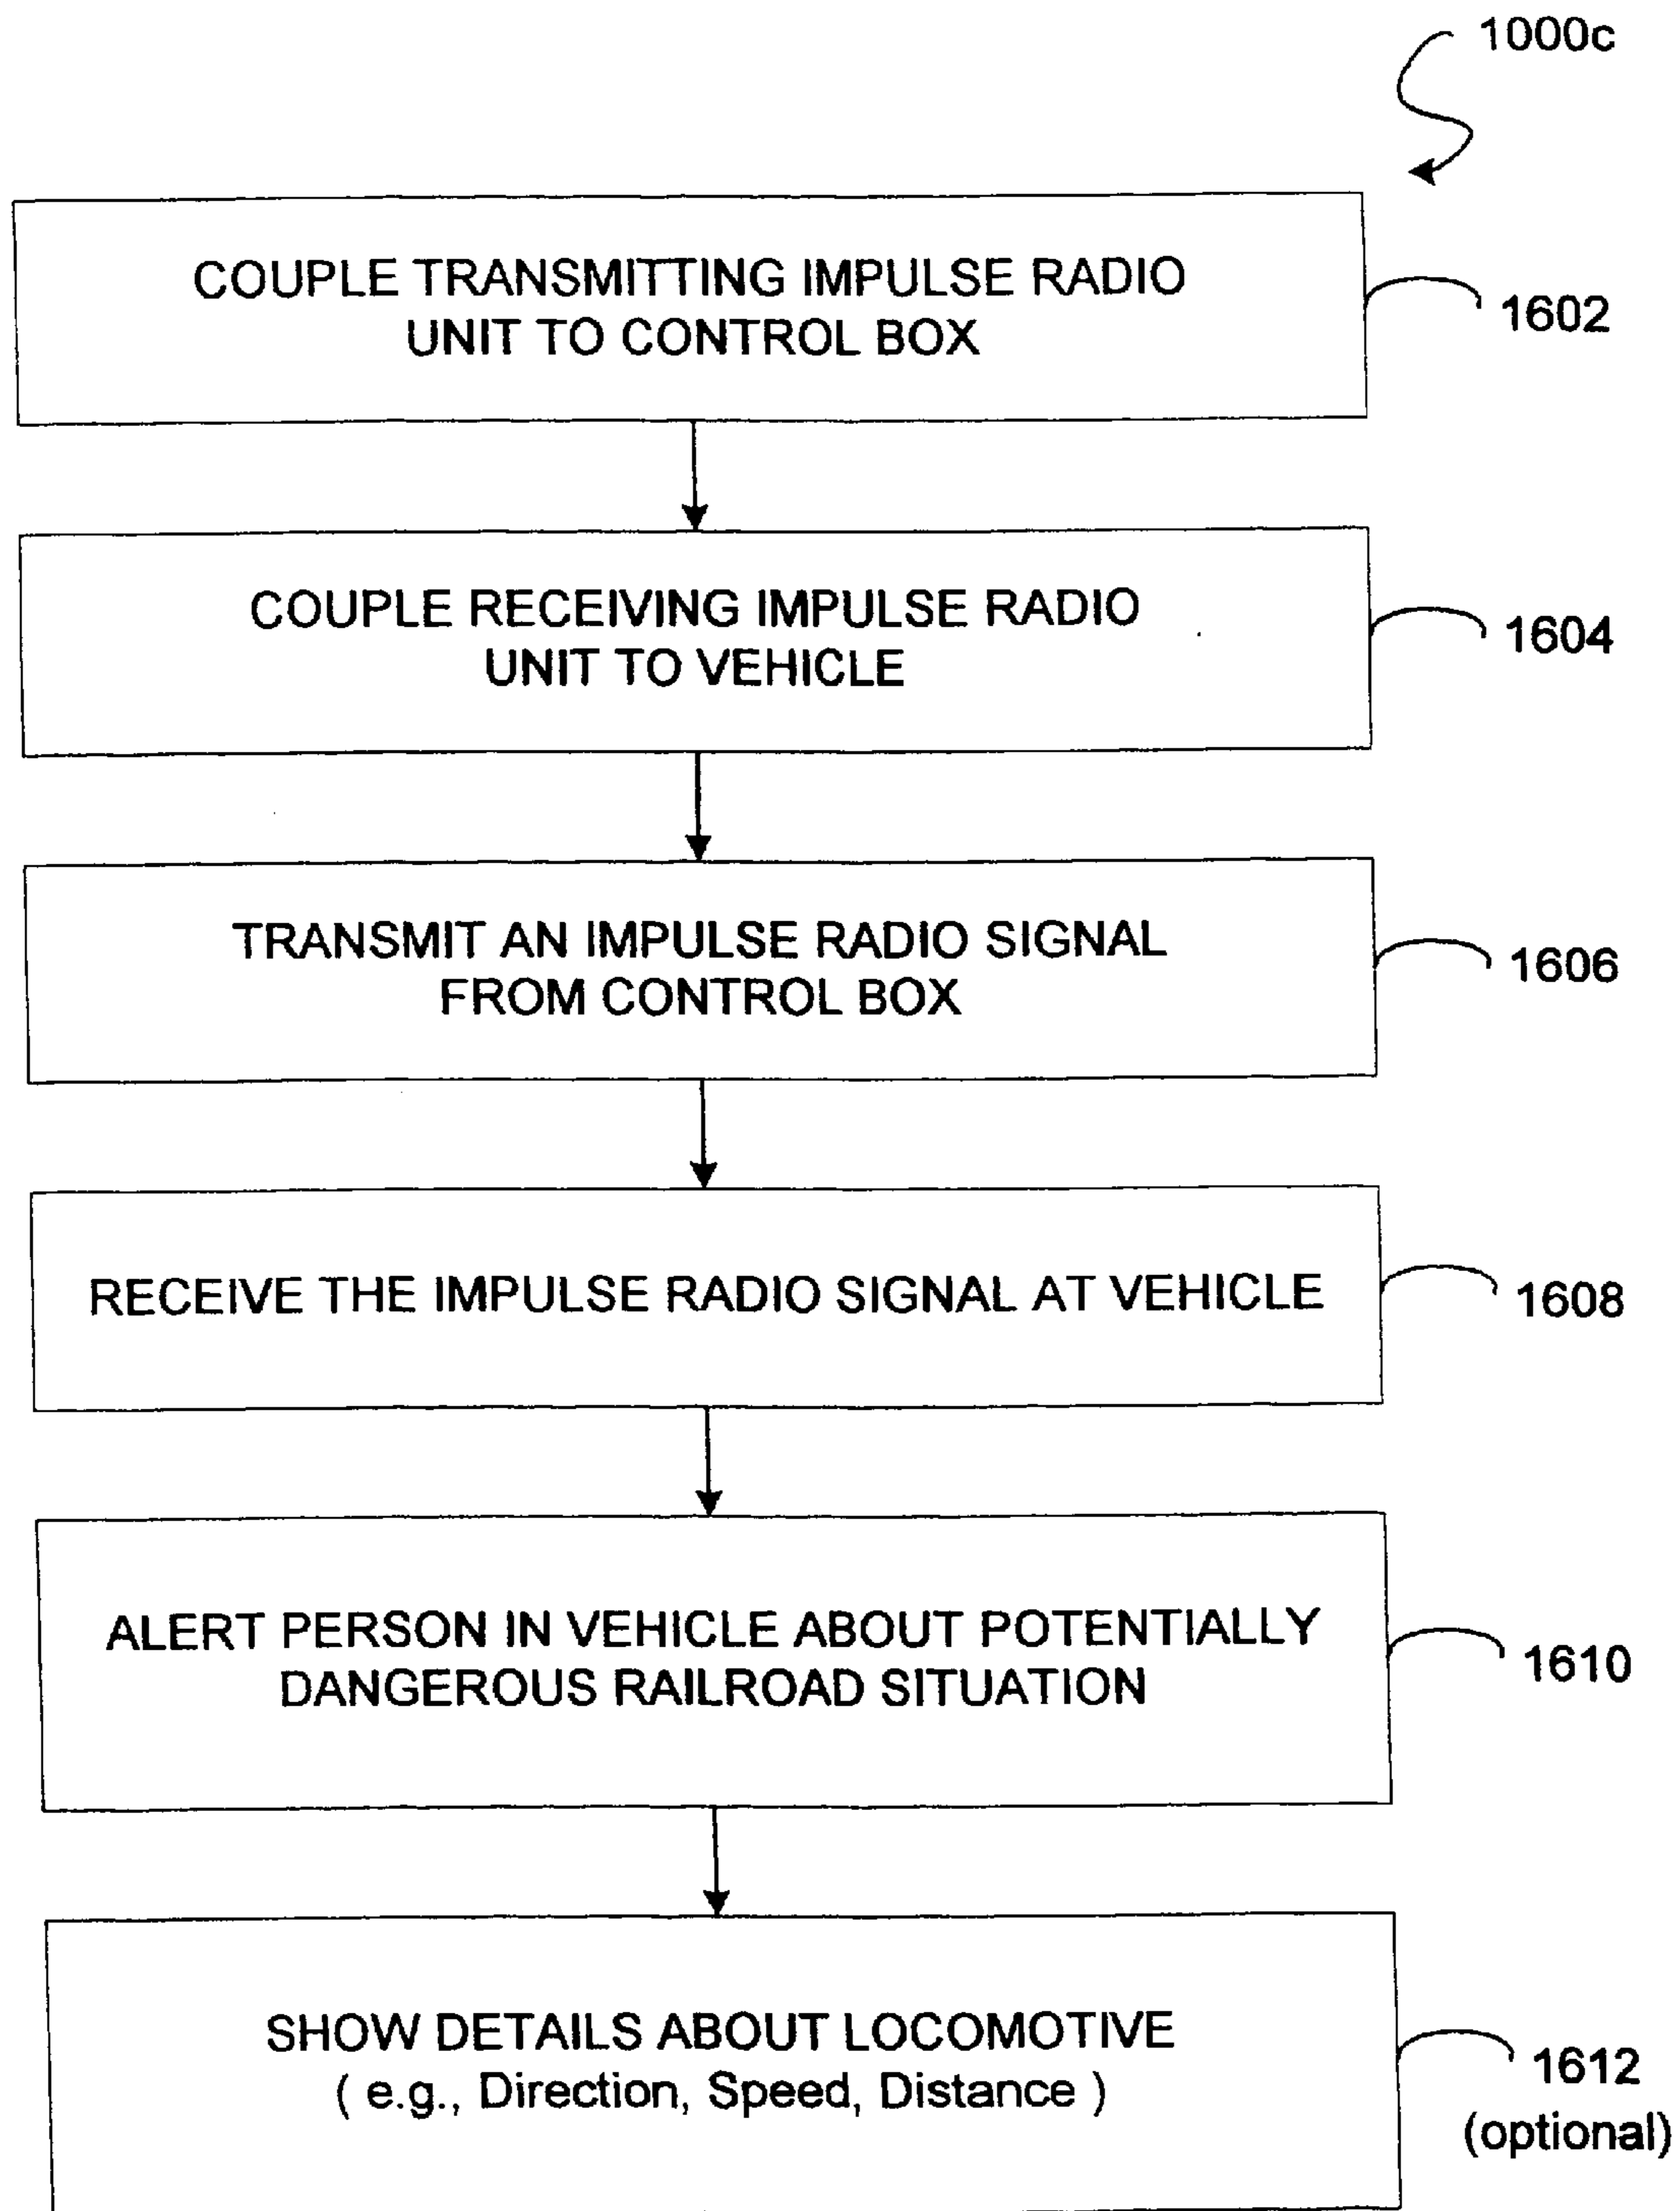 1000c
COUPLE TRANSMITTING IMPULSE RADIO
UNIT TO CONTROL BOX
1602
COUPLE RECEIVING IMPULSE RADIO
UNIT TO VEHICLE
1604
TRANSMIT AN IMPULSE RADIO SIGNAL
FROM CONTROL BOX
1606
RECEIVE THE IMPULSE RADIO SIGNAL AT VEHICLE
1608
ALERT PERSON IN VEHICLE ABOUT POTENTIALLY
DANGEROUS RAILROAD SITUATION
1610
SHOW DETAILS ABOUT LOCOMOTIVE
( e.g., Direction, Speed, Distance )
1612
(optional)